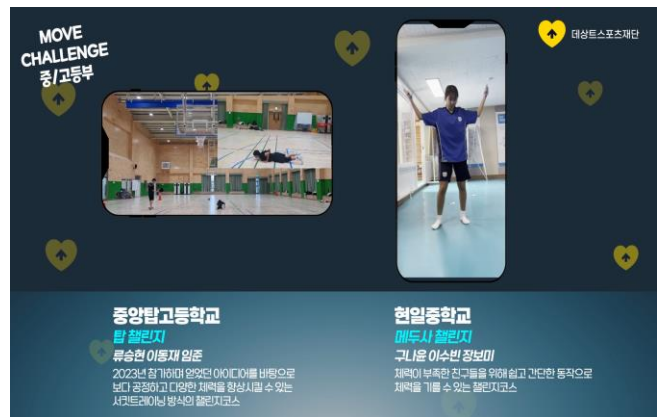 MOVE
CHALLENGE
중/고등부
데상트스포츠재단
중앙탑고등학교
탑 챌린지
류승현 이동재 임준
2023년 참가하며 얻었던 아이디어를 바탕으로
보다 공정하고 다양한 체력을 향상시킬 수 있는
서킷트레이닝 방식의 챌린지코스
현일중학교
메두사 챌린지
구나윤 이수빈 장보미
체력이 부족한 친구들을 위해 쉽고 간단한 동작으로
체력을 기를 수 있는 챌린지코스